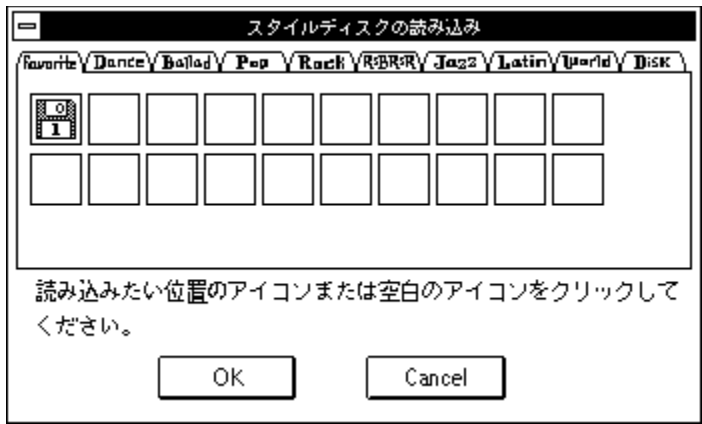 スタイルディスクの読み込み
Favorite Dance Ballad Pop Rock R&B R&R Jazz Latin World Disk
1
読み込みたい位置のアイコンまたは空白のアイコンをクリックして
ください。
OK Cancel